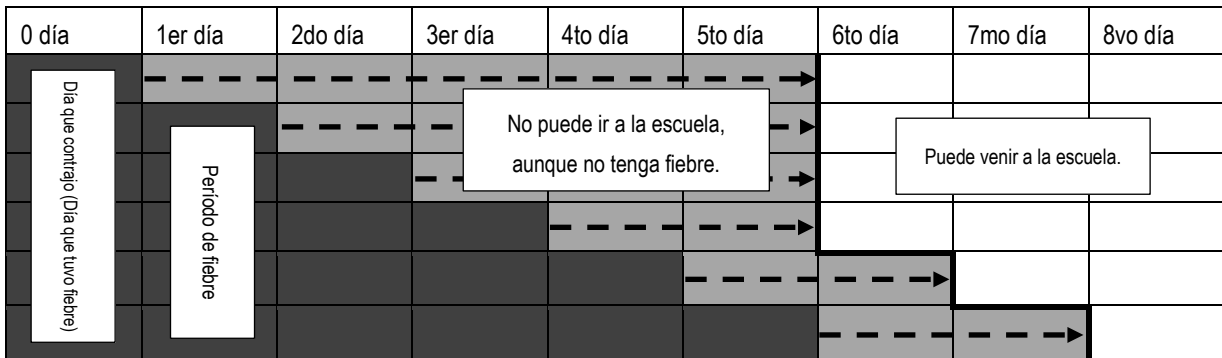 0 día 1er día 2do día 3er día 4to día 5to día 6to día 7mo día 8vo día
Día que contrajo (Día que tuvo fiebre)
Período de fiebre
No puede ir a la escuela,
aunque no tenga fiebre.
Puede venir a la escuela.